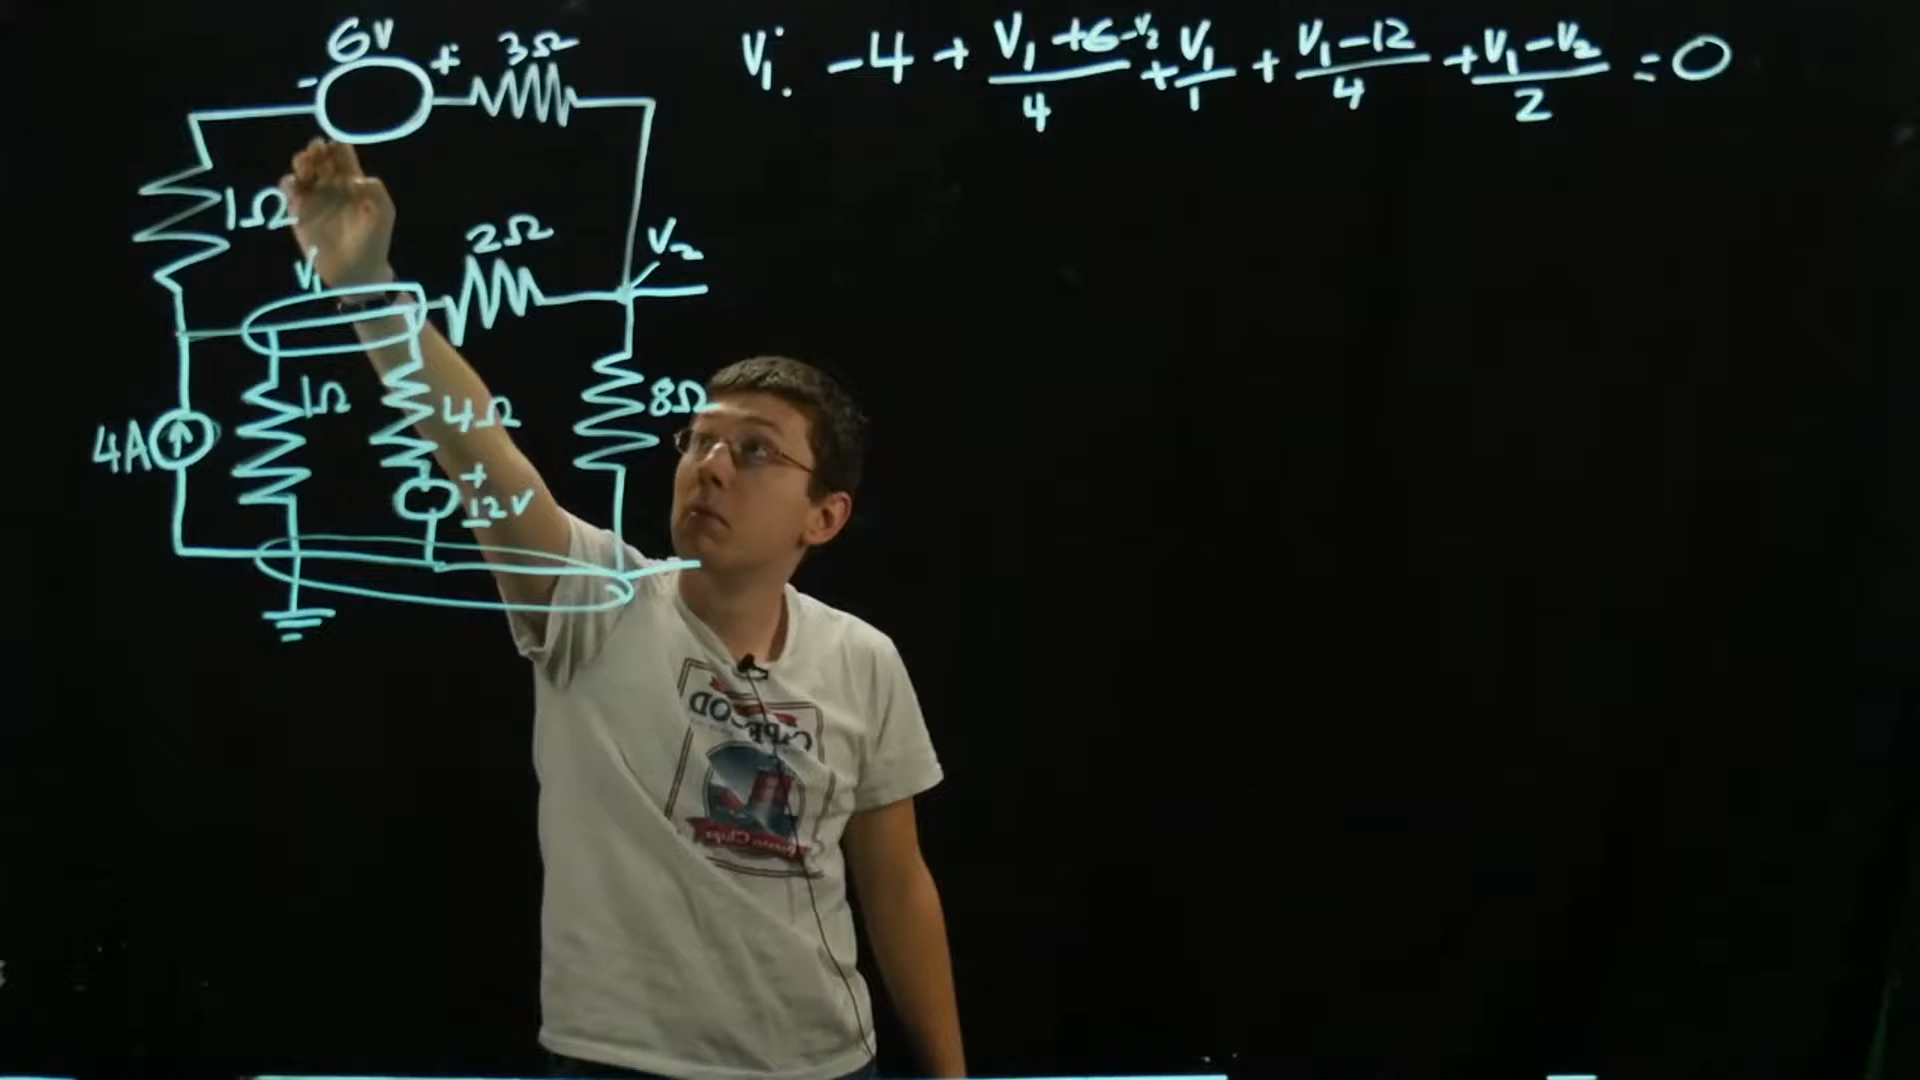 6V
- + 3Ω
V₁: -4 + (V₁ +6-V₂)/4 + V₁/1 + (V₁-12)/4 + (V₁-V₂)/2 = 0
1Ω
2Ω
V₂
V₁
1Ω
4Ω
8Ω
4A
+
12V
-
CAPE COD